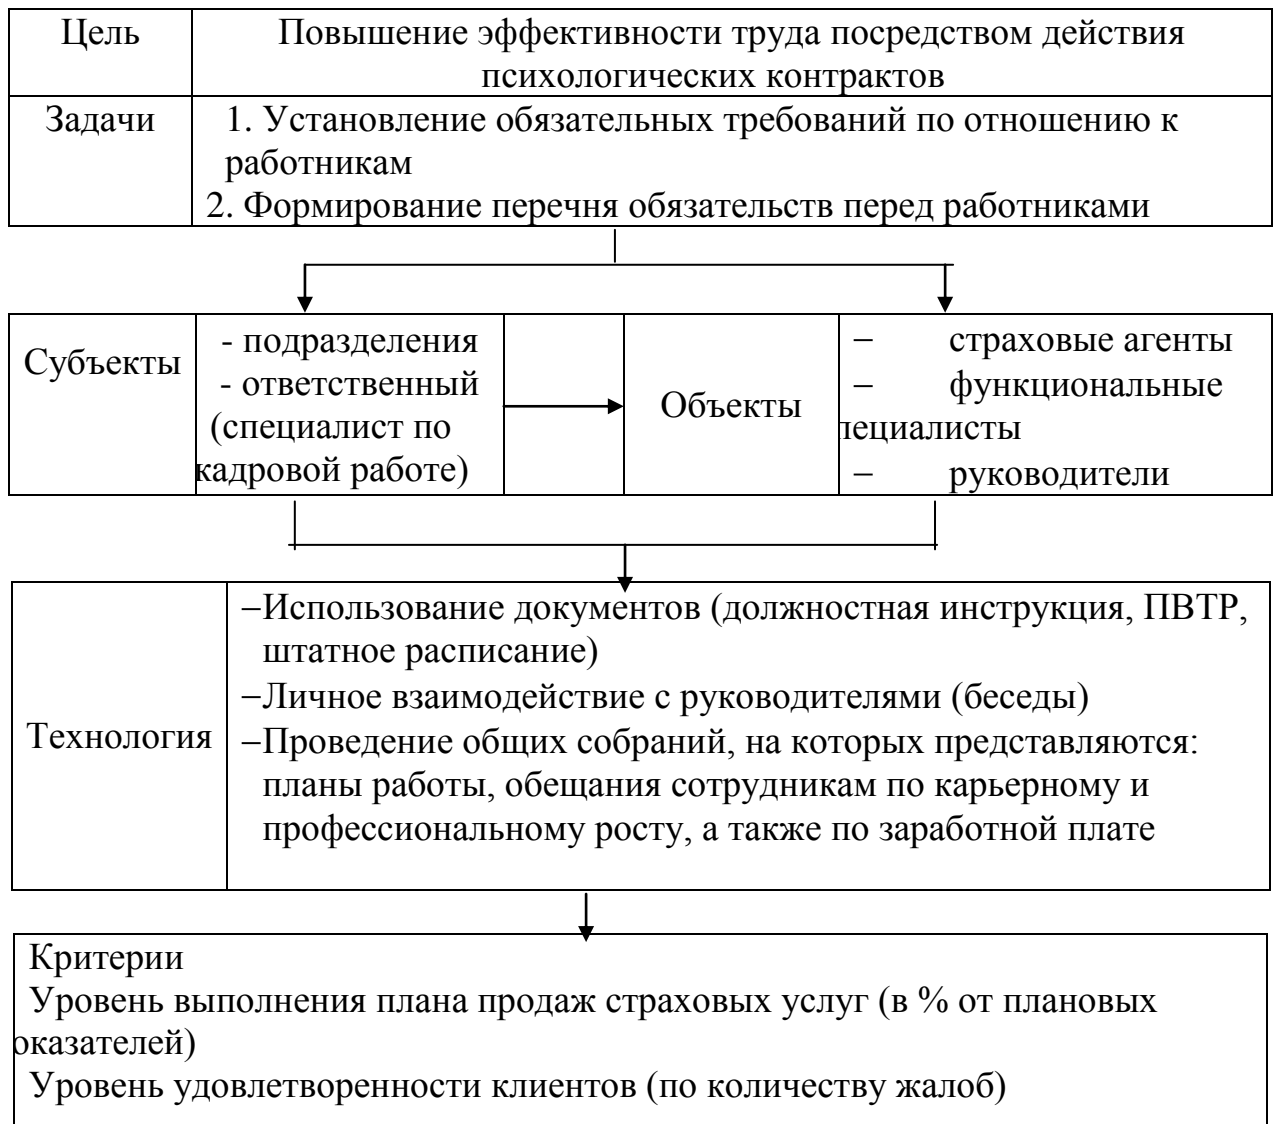 Цель
Повышение эффективности труда посредством действия
психологических контрактов
Задачи
1. Установление обязательных требований по отношению к
работникам
2. Формирование перечня обязательств перед работниками
Субъекты
- подразделения
- ответственный
(специалист по
кадровой работе)
Объекты
– страховые агенты
– функциональные
пециалисты
– руководители
Технология
–Использование документов (должностная инструкция, ПВТР,
штатное расписание)
–Личное взаимодействие с руководителями (беседы)
–Проведение общих собраний, на которых представляются:
планы работы, обещания сотрудникам по карьерному и
профессиональному росту, а также по заработной плате
Критерии
Уровень выполнения плана продаж страховых услуг (в % от плановых
оказателей)
Уровень удовлетворенности клиентов (по количеству жалоб)